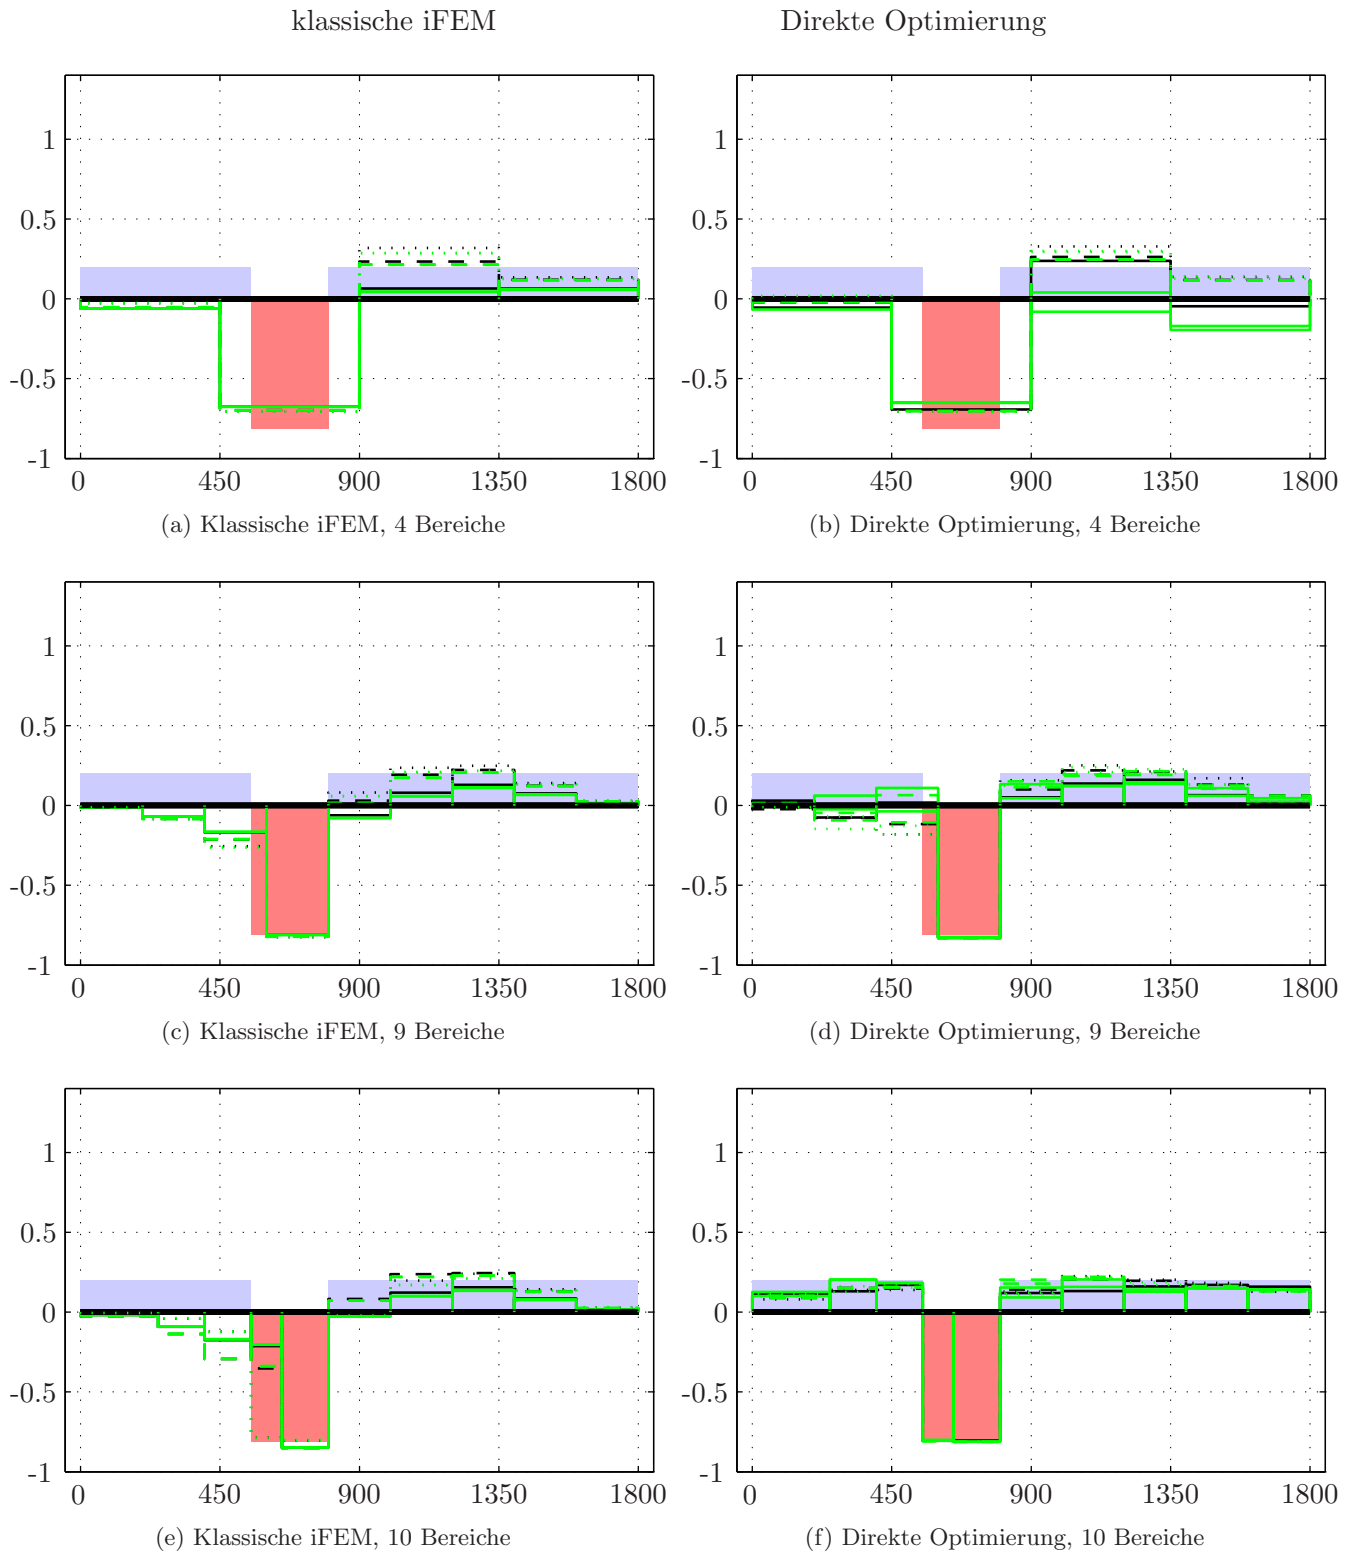 klassische iFEM Direkte Optimierung
1 1
0.5 0.5
0 0
-0.5 -0.5
-1 -1
0 450 900 1350 1800 0 450 900 1350 1800
(a) Klassische iFEM, 4 Bereiche (b) Direkte Optimierung, 4 Bereiche
1 1
0.5 0.5
0 0
-0.5 -0.5
-1 -1
0 450 900 1350 1800 0 450 900 1350 1800
(c) Klassische iFEM, 9 Bereiche (d) Direkte Optimierung, 9 Bereiche
1 1
0.5 0.5
0 0
-0.5 -0.5
-1 -1
0 450 900 1350 1800 0 450 900 1350 1800
(e) Klassische iFEM, 10 Bereiche (f) Direkte Optimierung, 10 Bereiche